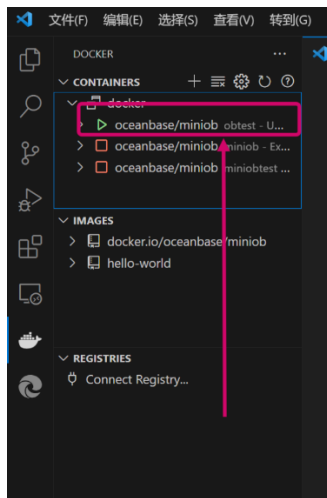 文件(F) 编辑(E) 选择(S) 查看(V) 转到(G)
DOCKER
CONTAINERS
docker
oceanbase/miniob obtest - U...
oceanbase/miniob miniob - Ex...
oceanbase/miniob miniobtest ...
IMAGES
docker.io/oceanbase/miniob
hello-world
REGISTRIES
Connect Registry...